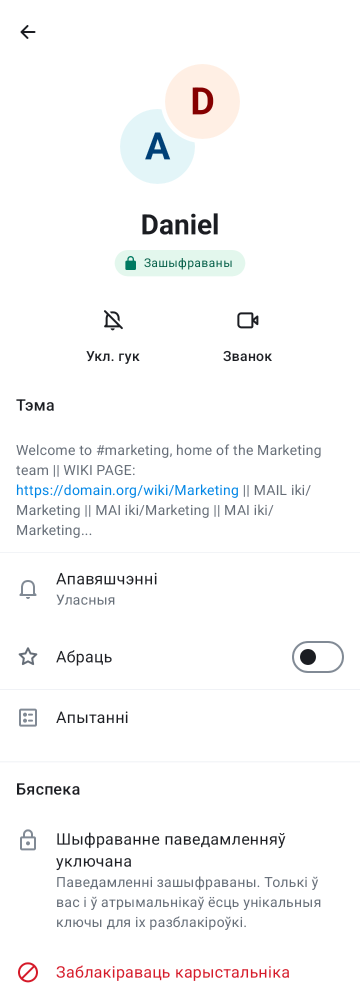 D
A
Daniel
Зашыфраваны
Укл. гук
Званок
Тэма
Welcome to #marketing, home of the Marketing
team || WIKI PAGE:
https://domain.org/wiki/Marketing || MAIL iki/
Marketing || MAI iki/Marketing || MAI iki/
Marketing...
Апавяшчэнні
Уласныя
Абраць
Апытанні
Бяспека
Шыфраванне паведамленняў
уключана
Паведамленні зашыфраваны. Толькі ў
вас і ў атрымальнікаў ёсць унікальныя
ключы для іх разблакіроўкі.
Заблакіраваць карыстальніка